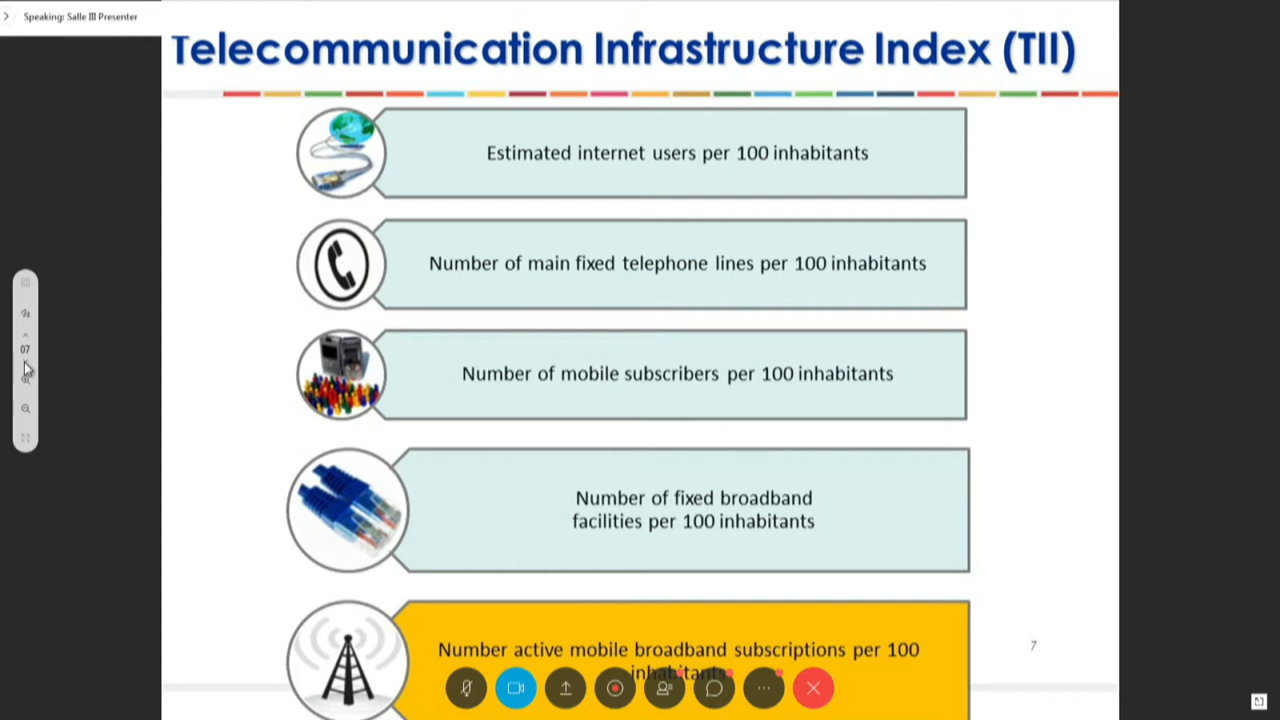 Speaking: Salle III Presenter
Telecommunication Infrastructure Index (TII)
Estimated internet users per 100 inhabitants
Number of main fixed telephone lines per 100 inhabitants
Number of mobile subscribers per 100 inhabitants
07
Number of fixed broadband
facilities per 100 inhabitants
Number active mobile broadband subscriptions per 100
inhabitants
7